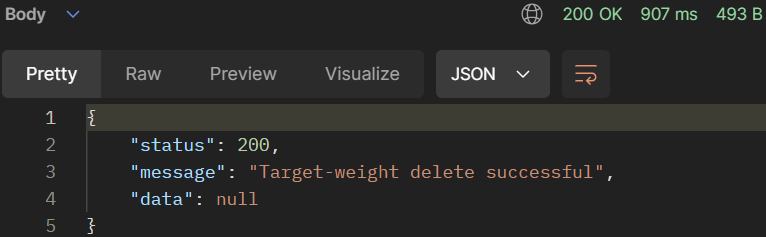 Body 200 OK 907 ms 493 B
Pretty Raw Preview Visualize JSON
1 {
2 "status": 200,
3 "message": "Target-weight delete successful",
4 "data": null
5 }